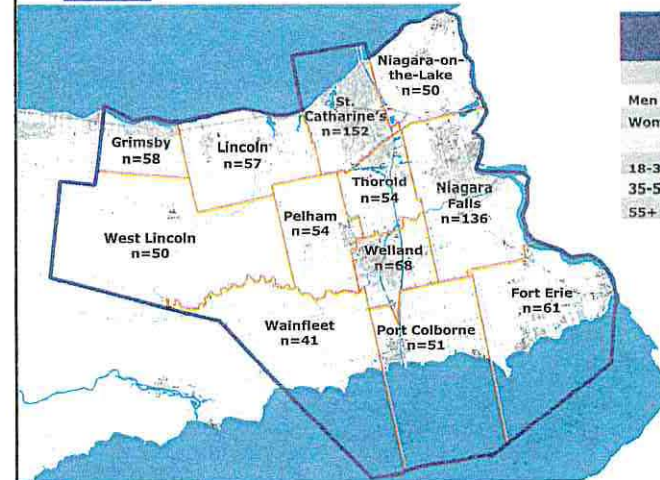 Niagara-on-
the-Lake
n=50
St.
Catharine's
n=152
Grimsby
n=58
Lincoln
n=57
Thorold
n=54
Niagara
Falls
n=136
Pelham
n=54
West Lincoln
n=50
Welland
n=68
Fort Erie
n=61
Wainfleet
n=41
Port Colborne
n=51
Men
Wom
18-3
35-5
55+